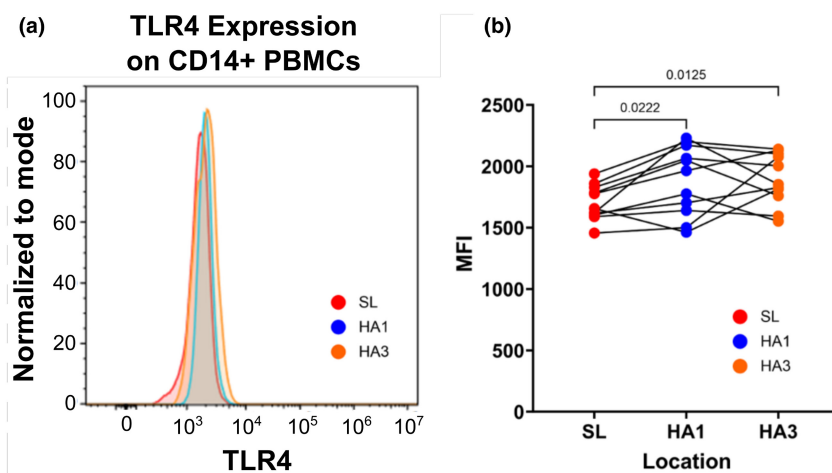 (a)
TLR4 Expression
on CD14+ PBMCs
Normalized to mode
100
80
60
40
20
0
0
10³
10⁴
10⁵
10⁶
10⁷
TLR4
SL
HA1
HA3
(b)
0.0125
0.0222
MFI
2500
2000
1500
1000
500
0
SL
HA1
HA3
SL
HA1
HA3
Location